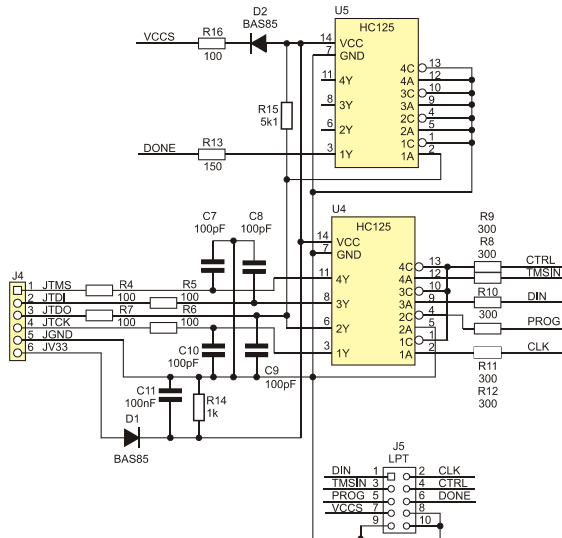 D2
BAS85
U5
HC125
VCCS
R16
100
14
VCC
7
GND
11
4Y
8
3Y
6
2Y
3
1Y
4C
13
4A
12
3C
10
3A
9
2C
4
2A
5
1C
1
1A
2
R15
5k1
DONE
R13
150
U4
HC125
14
VCC
7
GND
11
4Y
8
3Y
6
2Y
3
1Y
4C
13
4A
12
3C
10
3A
9
2C
4
2A
5
1C
1
1A
2
C7
100pF
C8
100pF
R9
300
R8
300
CTRL
TMSIN
R10
300
DIN
PROG
CLK
R11
300
R12
300
J4
1
JTMS
2
JTDI
3
JTDO
4
JTCK
5
JGND
6
JV33
R4
100
R5
100
R7
100
R6
100
C10
100pF
C9
100pF
C11
100nF
R14
1k
D1
BAS85
J5
LPT
DIN
1
2
CLK
TMSIN
3
4
CTRL
PROG
5
6
DONE
VCCS
7
8
9
10